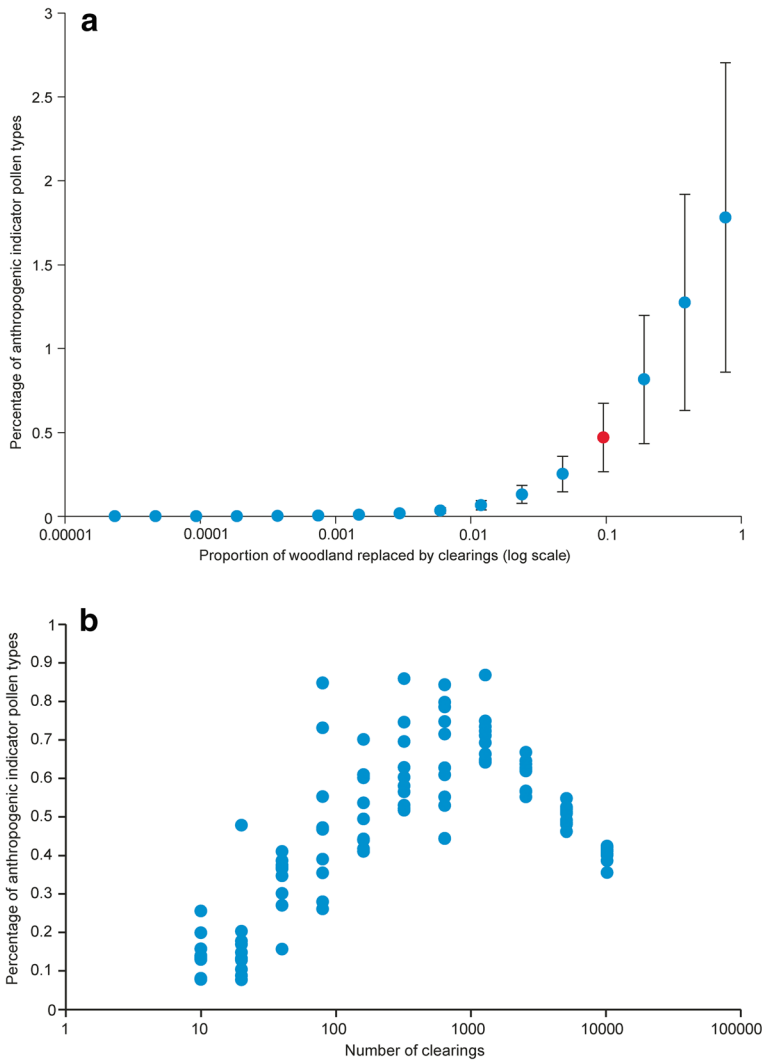 a
3
2.5
2
1.5
1
0.5
0
Percentage of anthropogenic indicator pollen types
0.00001 0.0001 0.001 0.01 0.1 1
Proportion of woodland replaced by clearings (log scale)
b
1
0.9
0.8
0.7
0.6
0.5
0.4
0.3
0.2
0.1
0
Percentage of anthropogenic indicator pollen types
1 10 100 1000 10000 100000
Number of clearings